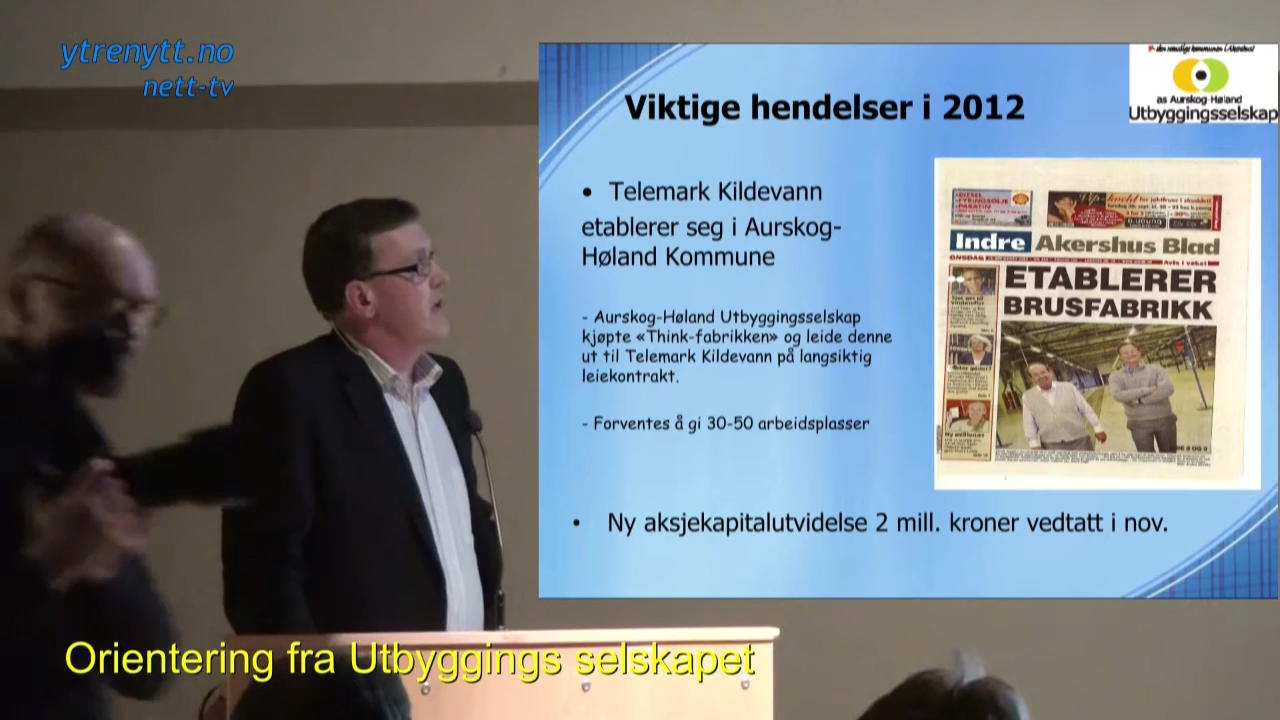 ytrenytt.no
nett-tv
as Aurskog-Høland
Utbyggingsselskap
Viktige hendelser i 2012
• Telemark Kildevann
etablerer seg i Aurskog-
Høland Kommune
- Aurskog-Høland Utbyggingsselskap
kjøpte «Think-fabrikken» og leide denne
ut til Telemark Kildevann på langsiktig
leiekontrakt.
- Forventes å gi 30-50 arbeidsplasser
Indre Akershus Blad
ONSDAG
ETABLERER
BRUSFABRIKK
• Ny aksjekapitalutvidelse 2 mill. kroner vedtatt i nov.
Orientering fra Utbyggings selskapet